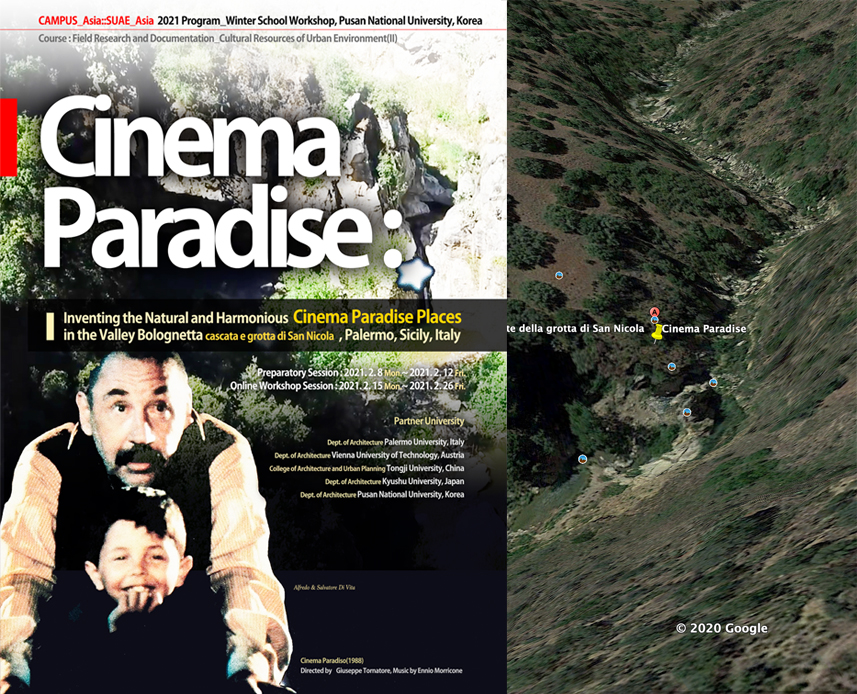 CAMPUS_Asia::SUAE_Asia 2021 Program_Winter School Workshop, Pusan National University, Korea
Course : Field Research and Documentation_Cultural Resources of Urban Environment(II)
Cinema
Paradise :
Inventing the Natural and Harmonious Cinema Paradise Places
in the Valley Bolognetta cascata e grotta di San Nicola , Palermo, Sicily, Italy
Preparatory Session : 2021. 2. 8 Mon.~ 2021. 2. 12 Fri.
Online Workshop Session : 2021. 2. 15 Mon.~ 2021. 2. 26 Fri.
Partner University
Dept. of Architecture Palermo University, Italy
Dept. of Architecture Vienna University of Technology, Austria
College of Architecture and Urban Planning Tongji University, China
Dept. of Architecture Kyushu University, Japan
Dept. of Architecture Pusan National University, Korea
Alfredo & Salvatore Di Vita
Cinema Paradiso(1988)
Directed by Giuseppe Tornatore, Music by Ennio Morricone
A
te della grotta di San Nicola
Cinema Paradise
© 2020 Google